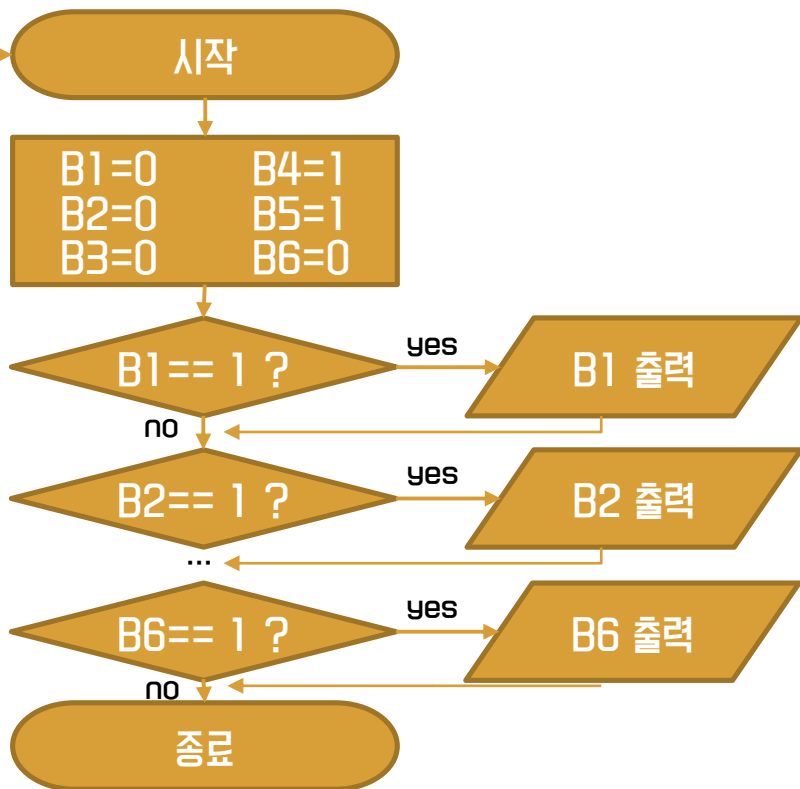 시작
B1=0 B4=1
B2=0 B5=1
B3=0 B6=0
B1== 1 ?
yes
B1 출력
no
B2== 1 ?
yes
B2 출력
...
B6== 1 ?
yes
B6 출력
no
종료